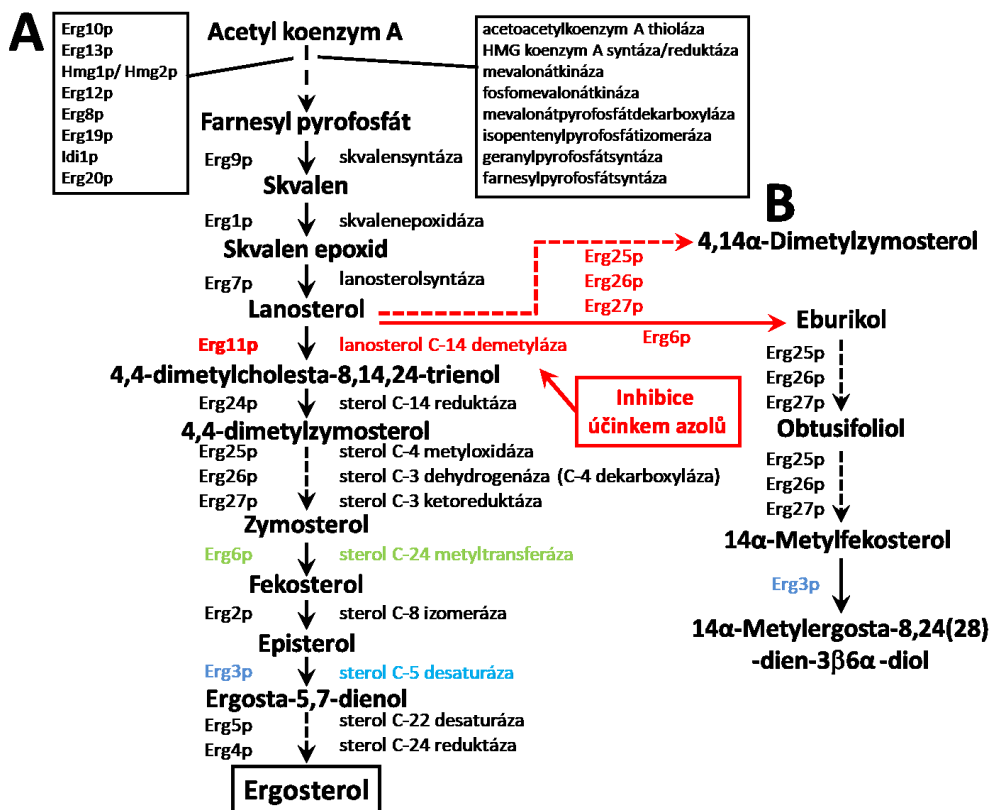 A
Erg10p
Erg13p
Hmg1p/ Hmg2p
Erg12p
Erg8p
Erg19p
Idi1p
Erg20p
Acetyl koenzym A
acetoacetylkoenzym A thioláza
HMG koenzym A syntáza/reduktáza
mevalonátkináza
fosfomevalonátkináza
mevalonátpyrofosfátdekarboxyláza
isopentenylpyrofosfátizomeráza
geranylpyrofosfátsyntáza
farnesylpyrofosfátsyntáza
Farnesyl pyrofosfát
Erg9p skvalensyntáza
Skvalen
Erg1p skvalenepoxidáza
Skvalen epoxid
Erg7p lanosterolsyntáza
Lanosterol
Erg11p lanosterol C-14 demetyláza
4,4-dimetylcholesta-8,14,24-trienol
Erg24p sterol C-14 reduktáza
4,4-dimetylzymosterol
Erg25p sterol C-4 metyloxidáza
Erg26p sterol C-3 dehydrogenáza (C-4 dekarboxyláza)
Erg27p sterol C-3 ketoreduktáza
Zymosterol
Erg6p sterol C-24 metyltransferáza
Fekosterol
Erg2p sterol C-8 izomeráza
Episterol
Erg3p sterol C-5 desaturáza
Ergosta-5,7-dienol
Erg5p sterol C-22 desaturáza
Erg4p sterol C-24 reduktáza
Ergosterol
Inhibice
účinkem azolů
B
4,14α-Dimetylzymosterol
Erg25p
Erg26p
Erg27p
Erg6p
Eburikol
Erg25p
Erg26p
Erg27p
Obtusifoliol
Erg25p
Erg26p
Erg27p
14α-Metylfekosterol
Erg3p
14α-Metylergosta-8,24(28)
-dien-3β6α -diol